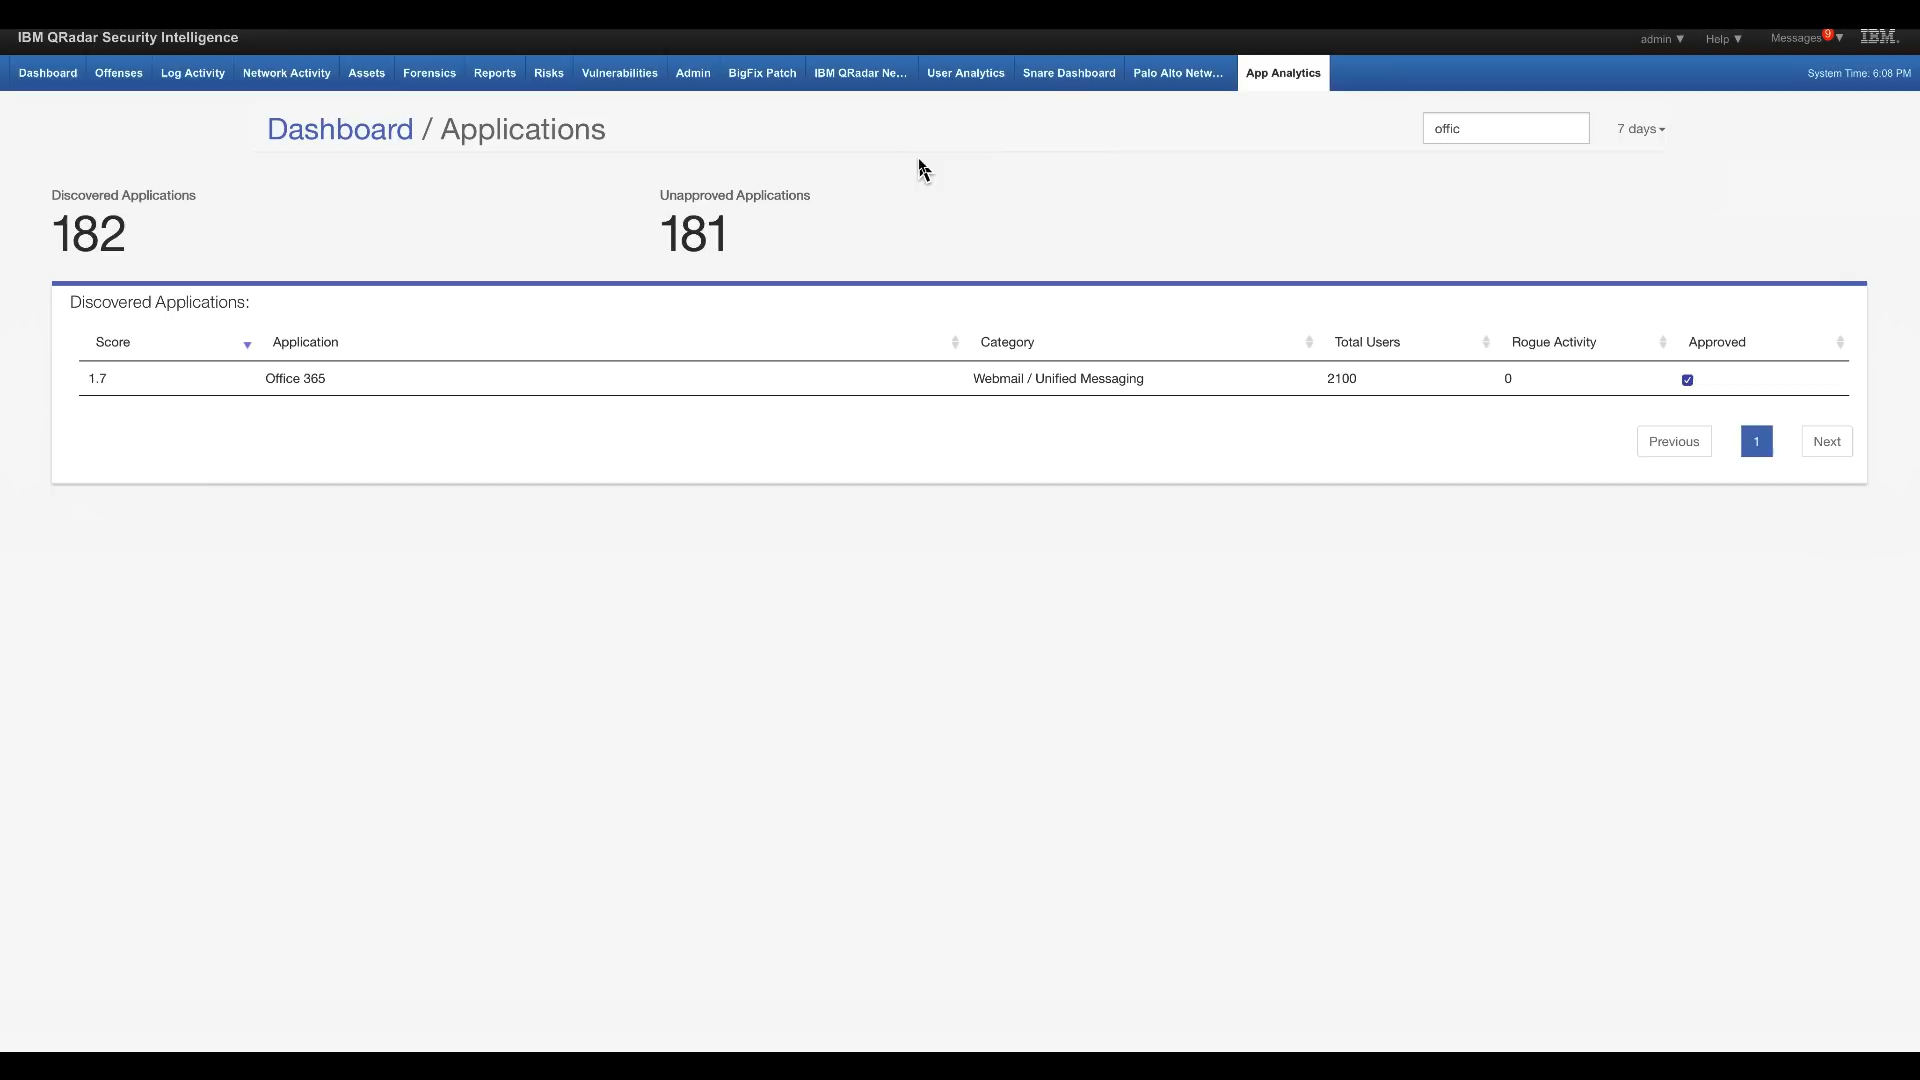 IBM QRadar Security Intelligence
admin Help Messages 9 IBM
Dashboard Offenses Log Activity Network Activity Assets Forensics Reports Risks Vulnerabilities Admin BigFix Patch IBM QRadar Ne... User Analytics Snare Dashboard Palo Alto Netw... App Analytics System Time: 6:08 PM
Dashboard / Applications offic 7 days
Discovered Applications Unapproved Applications
182 181
Discovered Applications:
Score Application Category Total Users Rogue Activity Approved
1.7 Office 365 Webmail / Unified Messaging 2100 0
Previous 1 Next